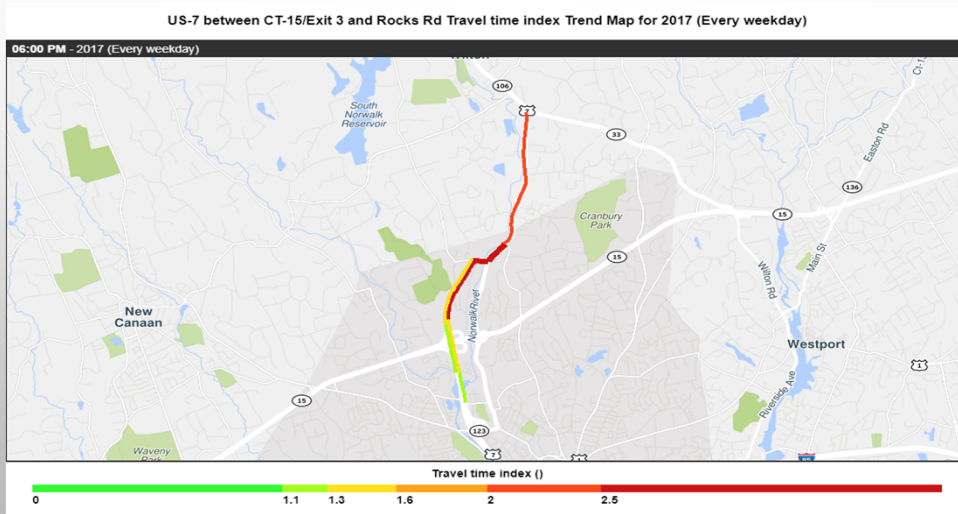 US-7 between CT-15/Exit 3 and Rocks Rd Travel time index Trend Map for 2017 (Every weekday)
06:00 PM - 2017 (Every weekday)
106
South
Norwalk
Reservoir
7
33
Easton Rd
136
Cranbury
Park
15
15
Main St
Wilton Rd
NorwalkRiver
New
Canaan
Westport
1
Riverside Ave
15
123
Waveny
7
Travel time index ()
0
1.1
1.3
1.6
2
2.5